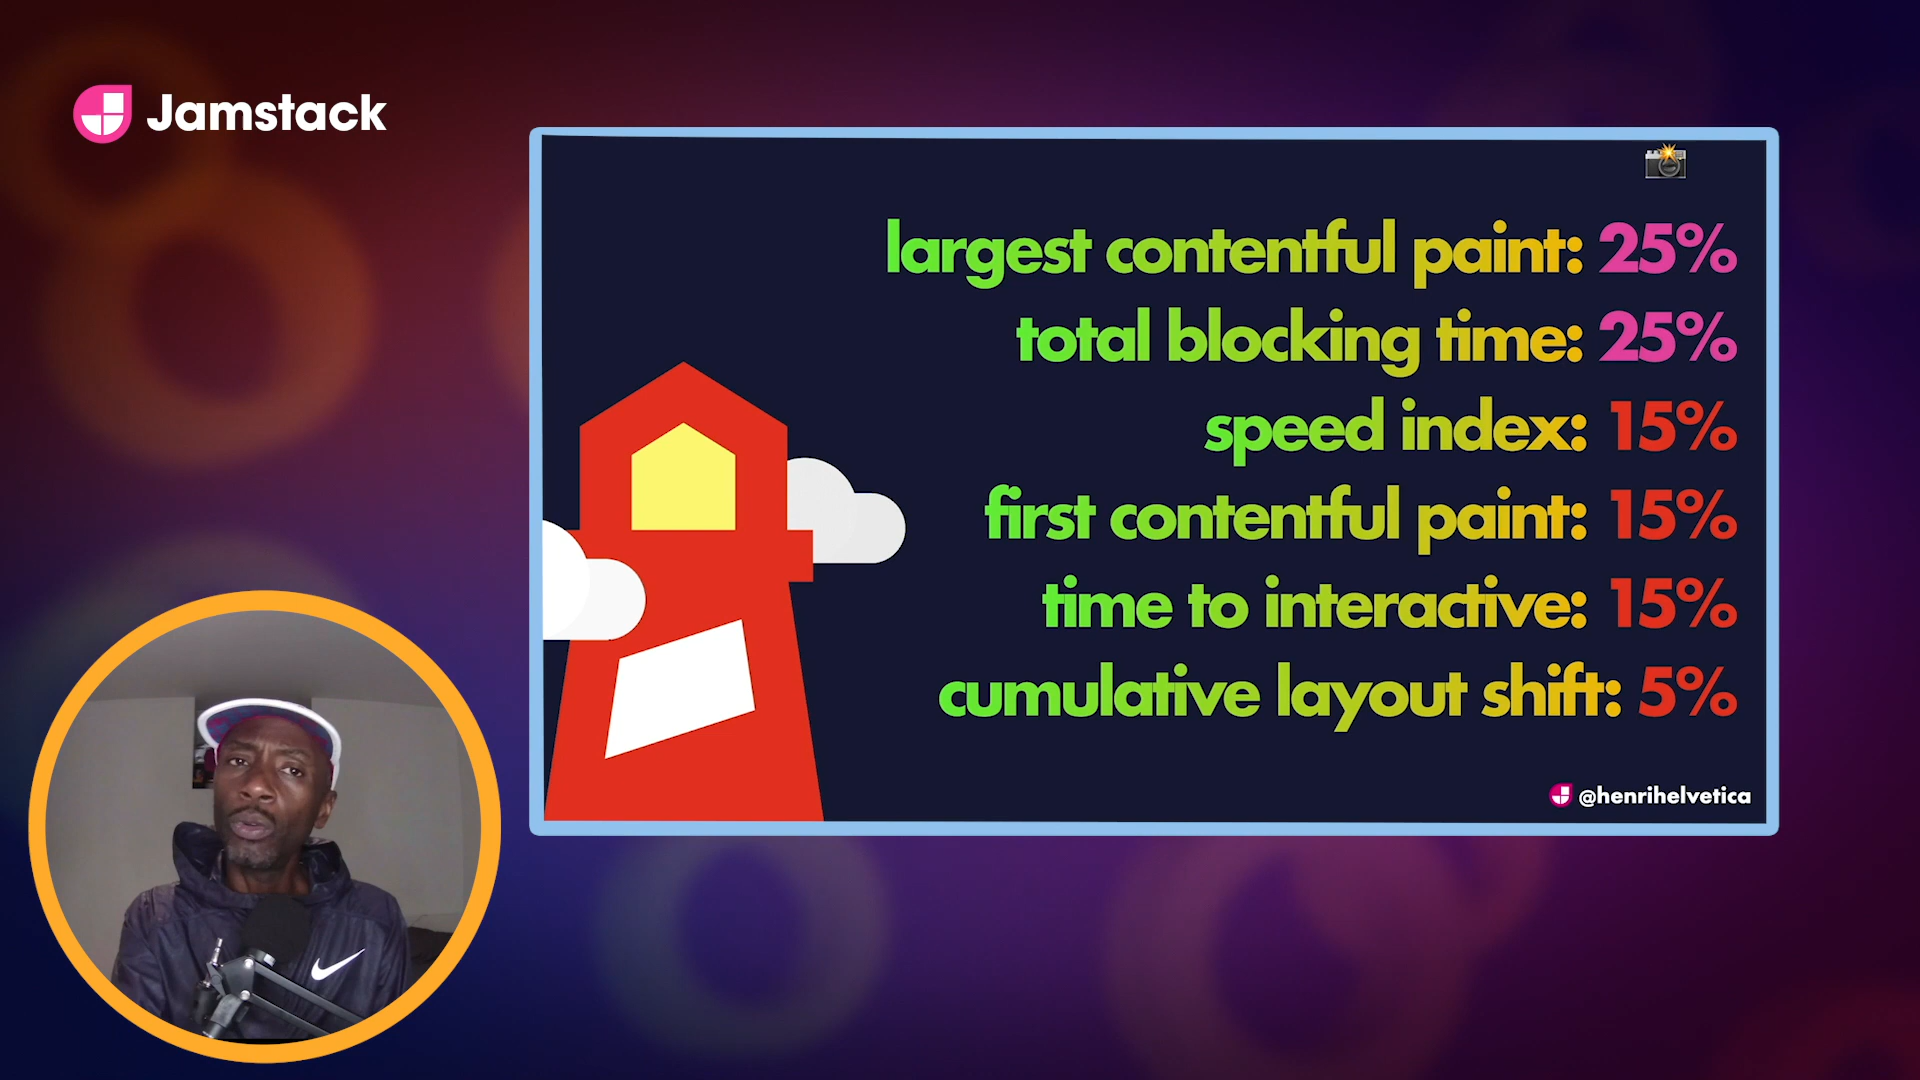 Jamstack
largest contentful paint: 25%
total blocking time: 25%
speed index: 15%
first contentful paint: 15%
time to interactive: 15%
cumulative layout shift: 5%
@henrihelvetica